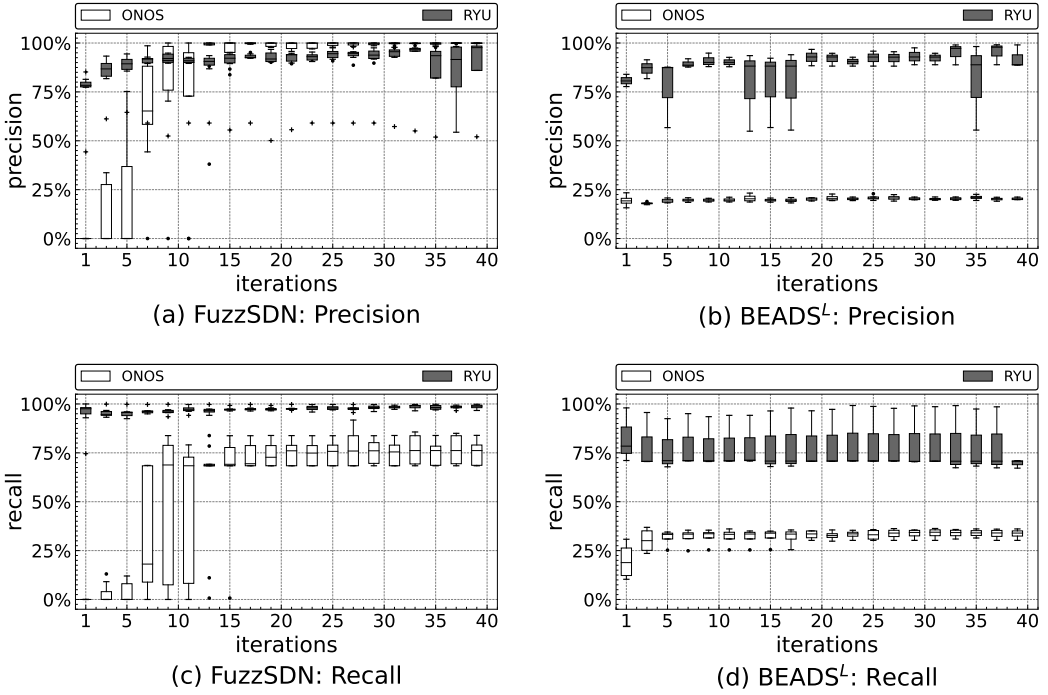 ONOS RYU
100%
75%
50%
25%
0%
precision
1 5 10 15 20 25 30 35 40
iterations
(a) FuzzSDN: Precision
ONOS RYU
100%
75%
50%
25%
0%
precision
1 5 10 15 20 25 30 35 40
iterations
(b) BEADS^L: Precision
ONOS RYU
100%
75%
50%
25%
0%
recall
1 5 10 15 20 25 30 35 40
iterations
(c) FuzzSDN: Recall
ONOS RYU
100%
75%
50%
25%
0%
recall
1 5 10 15 20 25 30 35 40
iterations
(d) BEADS^L: Recall